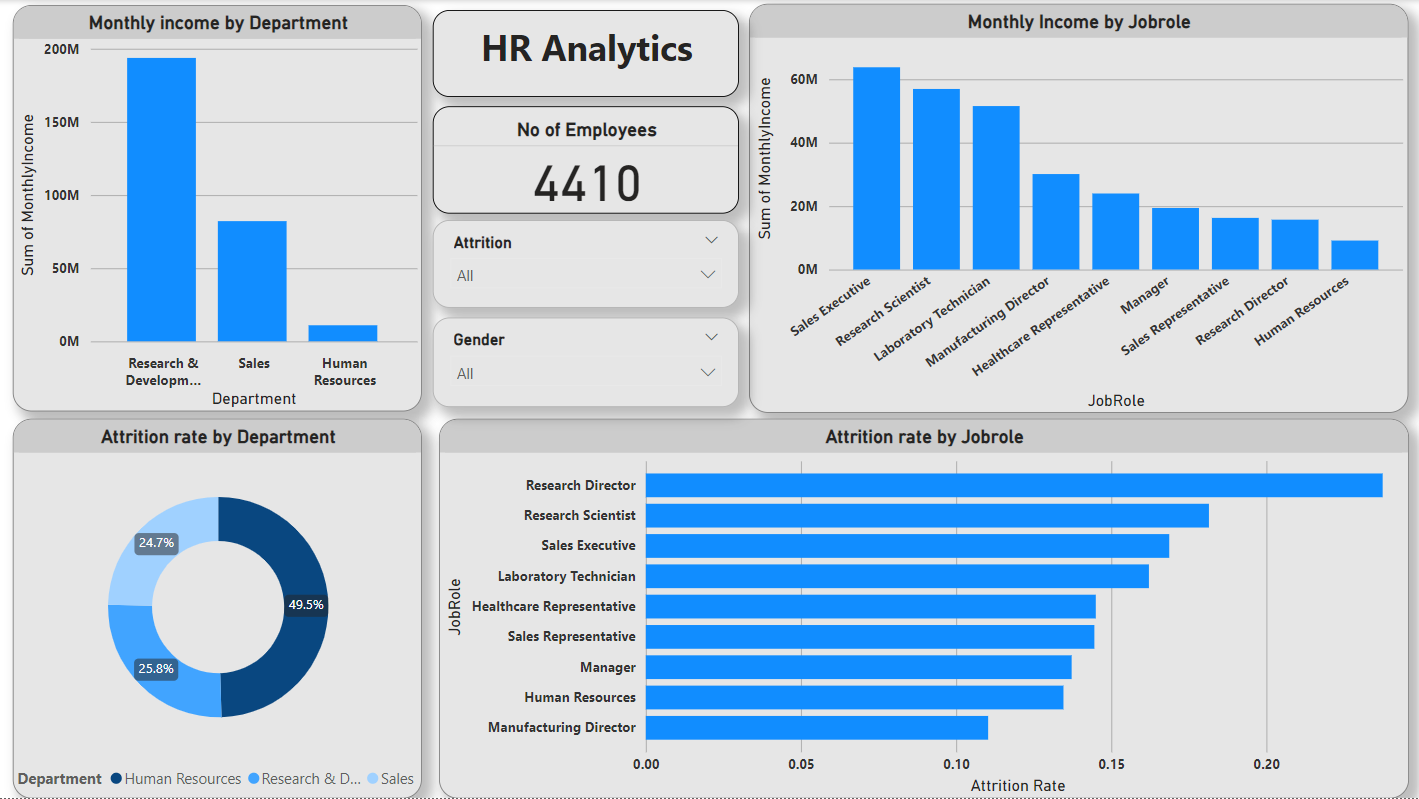 Monthly income by Department
Sum of MonthlyIncome
200M
150M
100M
50M
0M
Research &
Developm...
Sales
Human
Resources
Department
HR Analytics
No of Employees
4410
Attrition
All
Gender
All
Monthly Income by Jobrole
Sum of MonthlyIncome
60M
40M
20M
0M
Sales Executive
Research Scientist
Laboratory Technician
Manufacturing Director
Healthcare Representative
Manager
Sales Representative
Research Director
Human Resources
JobRole
Attrition rate by Department
24.7%
49.5%
25.8%
Department Human Resources Research & D... Sales
Attrition rate by Jobrole
JobRole
Research Director
Research Scientist
Sales Executive
Laboratory Technician
Healthcare Representative
Sales Representative
Manager
Human Resources
Manufacturing Director
0.00 0.05 0.10 0.15 0.20
Attrition Rate